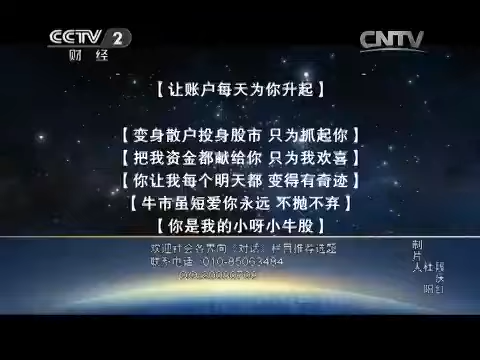 CCTV 2
财经
CNTV
【让账户每天为你升起】
【变身散户投身股市 只为抓起你】
【把我资金都献给你 只为我欢喜】
【你让我每个明天都 变得有奇迹】
【牛市虽短爱你永远 不抛不弃】
【你是我的小呀小牛股】
欢迎社会各界向《对话》栏目推荐选题
联系电话:010-85063484
制片人